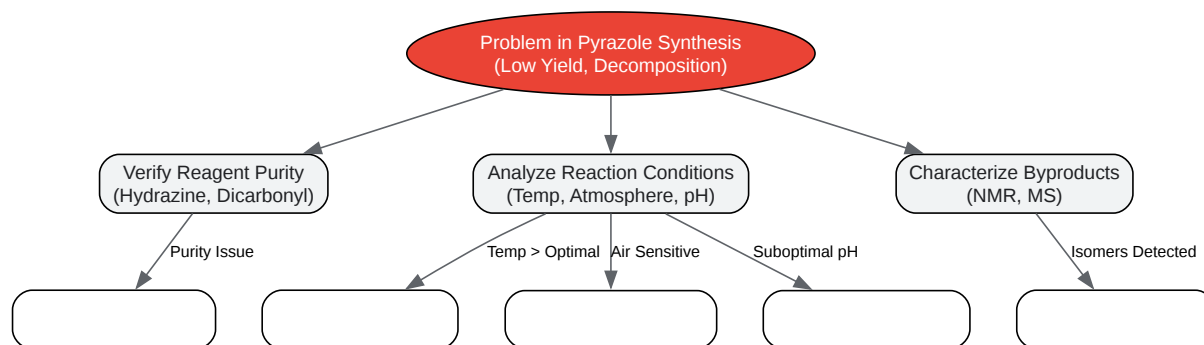 Problem in Pyrazole Synthesis
(Low Yield, Decomposition)
Verify Reagent Purity
(Hydrazine, Dicarbonyl)
Analyze Reaction Conditions
(Temp, Atmosphere, pH)
Characterize Byproducts
(NMR, MS)
Purity Issue
Temp > Optimal
Air Sensitive
Suboptimal pH
Isomers Detected